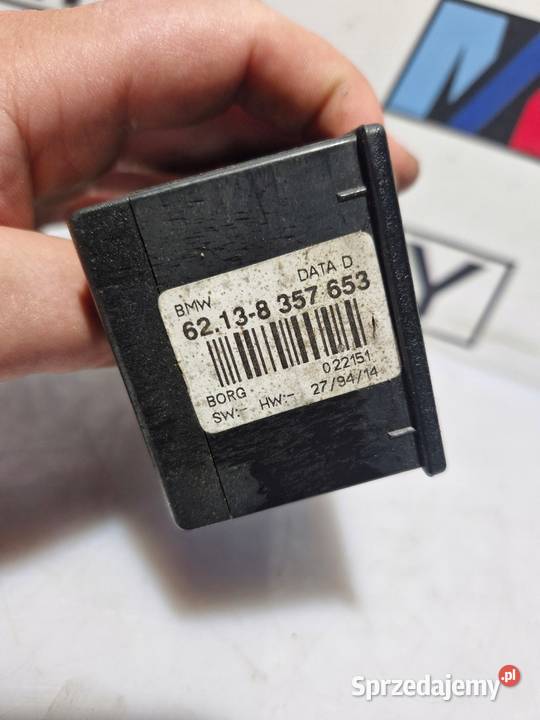 BMW DATA D
62.13-8 357 653
BORG 022151
SW:- HW:- 27/94/14
Y
Sprzedajemy.pl